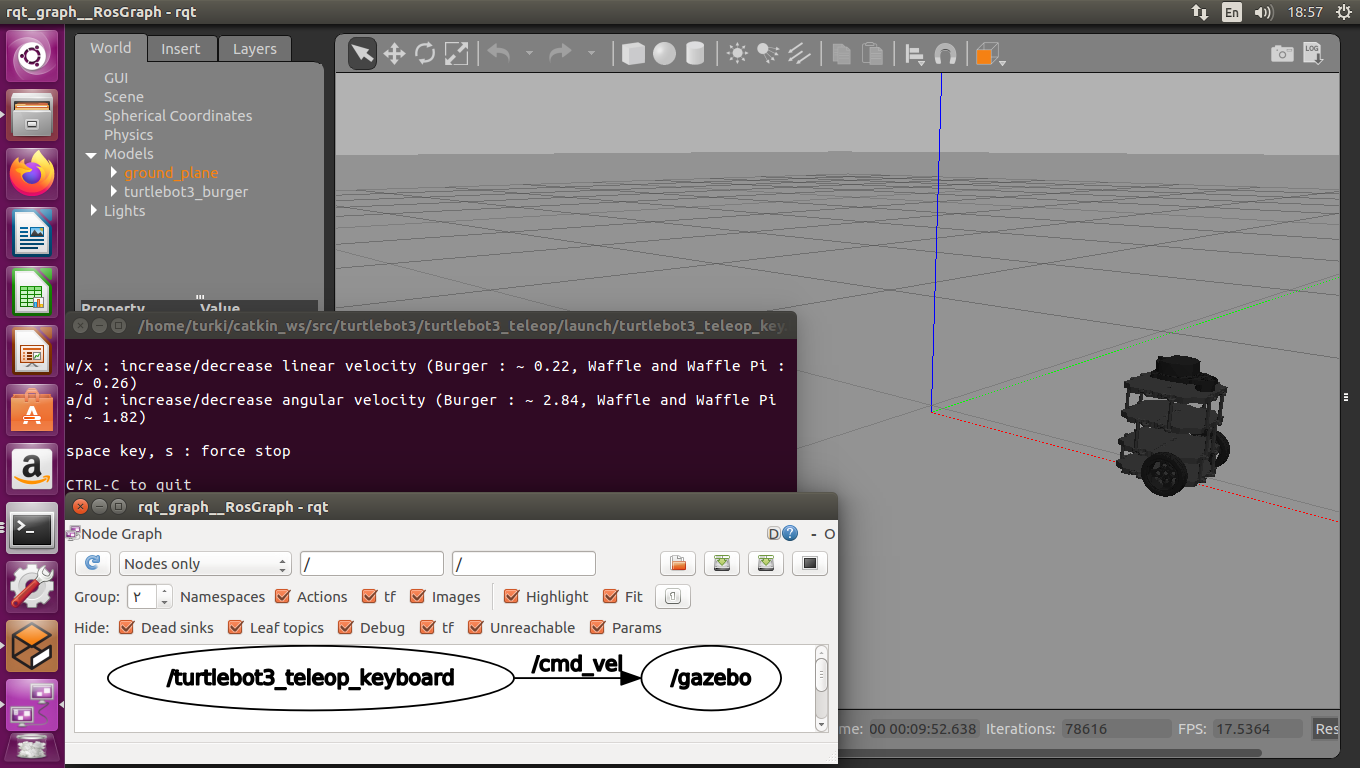 rqt_graph__RosGraph - rqt
En
18:57
World
Insert
Layers
GUI
Scene
Spherical Coordinates
Physics
Models
ground_plane
turtlebot3_burger
Lights
Property Value
LOG
/home/turki/catkin_ws/src/turtlebot3/turtlebot3_teleop/launch/turtlebot3_teleop_key.
w/x : increase/decrease linear velocity (Burger : ~ 0.22, Waffle and Waffle Pi :
~ 0.26)
a/d : increase/decrease angular velocity (Burger : ~ 2.84, Waffle and Waffle Pi
: ~ 1.82)
space key, s : force stop
CTRL-C to quit
rqt_graph__RosGraph - rqt
Node Graph
D ? - O
Nodes only / /
Group: ٢ Namespaces Actions tf Images Highlight Fit
Hide: Dead sinks Leaf topics Debug tf Unreachable Params
/turtlebot3_teleop_keyboard /cmd_vel /gazebo
me: 00 00:09:52.638 Iterations: 78616 FPS: 17.5364 Res